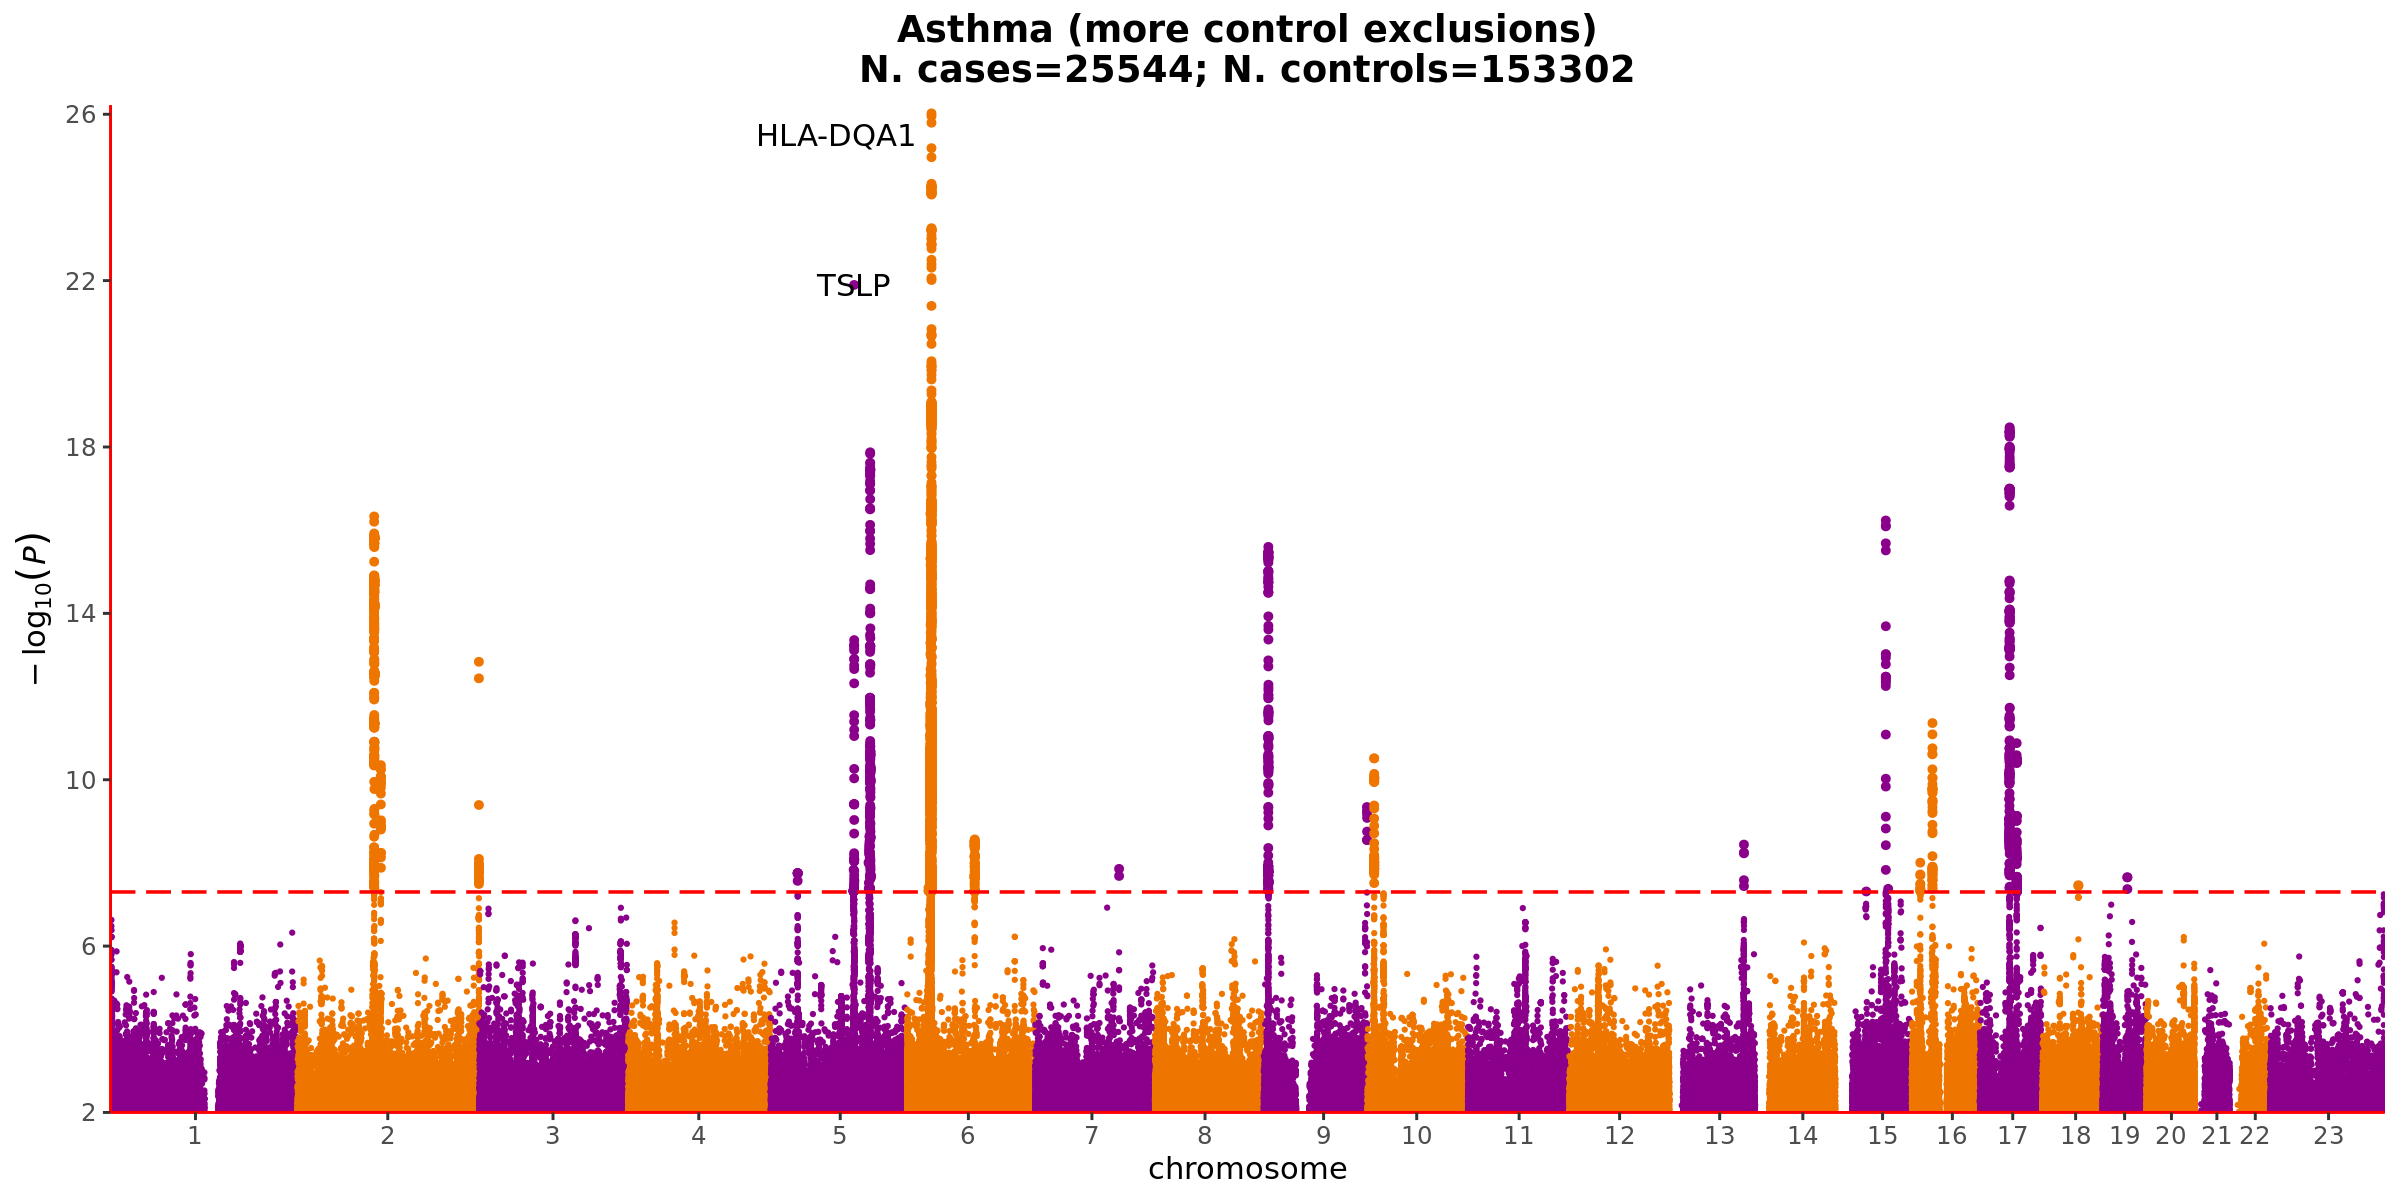 Asthma (more control exclusions)
N. cases=25544; N. controls=153302
26
HLA-DQA1
22
TSLP
18
14
10
6
2
− log10(P)
1 2 3 4 5 6 7 8 9 10 11 12 13 14 15 16 17 18 19 20 21 22 23
chromosome